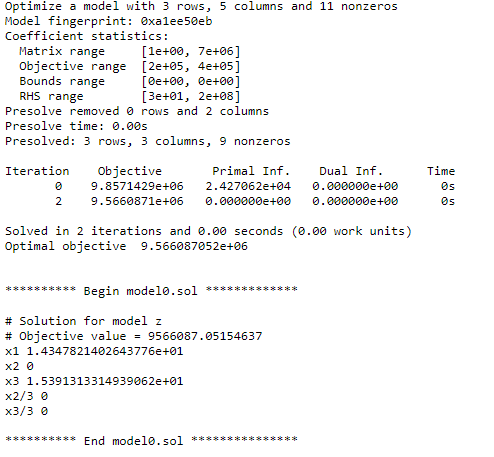 Optimize a model with 3 rows, 5 columns and 11 nonzeros
Model fingerprint: 0xa1ee50eb
Coefficient statistics:
  Matrix range     [1e+00, 7e+06]
  Objective range  [2e+05, 4e+05]
  Bounds range     [0e+00, 0e+00]
  RHS range        [3e+01, 2e+08]
Presolve removed 0 rows and 2 columns
Presolve time: 0.00s
Presolved: 3 rows, 3 columns, 9 nonzeros
Iteration    Objective       Primal Inf.    Dual Inf.      Time
       0    9.8571429e+06   2.427062e+04   0.000000e+00      0s
       2    9.5660871e+06   0.000000e+00   0.000000e+00      0s
Solved in 2 iterations and 0.00 seconds (0.00 work units)
Optimal objective  9.566087052e+06
********** Begin model0.sol *************
# Solution for model z
# Objective value = 9566087.05154637
x1 1.4347821402643776e+01
x2 0
x3 1.5391313314939062e+01
x2/3 0
x3/3 0
********** End model0.sol ***************